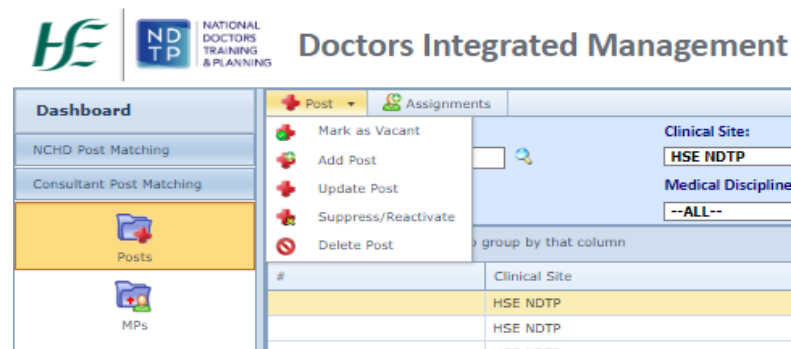 HSE
ND
TP
NATIONAL
DOCTORS
TRAINING
& PLANNING
Doctors Integrated Management
Dashboard
NCHD Post Matching
Consultant Post Matching
Posts
MPs
Post
Assignments
Mark as Vacant
Add Post
Update Post
Suppress/Reactivate
Delete Post
Clinical Site:
HSE NDTP
Medical Discipline
--ALL--
group by that column
#
Clinical Site
HSE NDTP
HSE NDTP